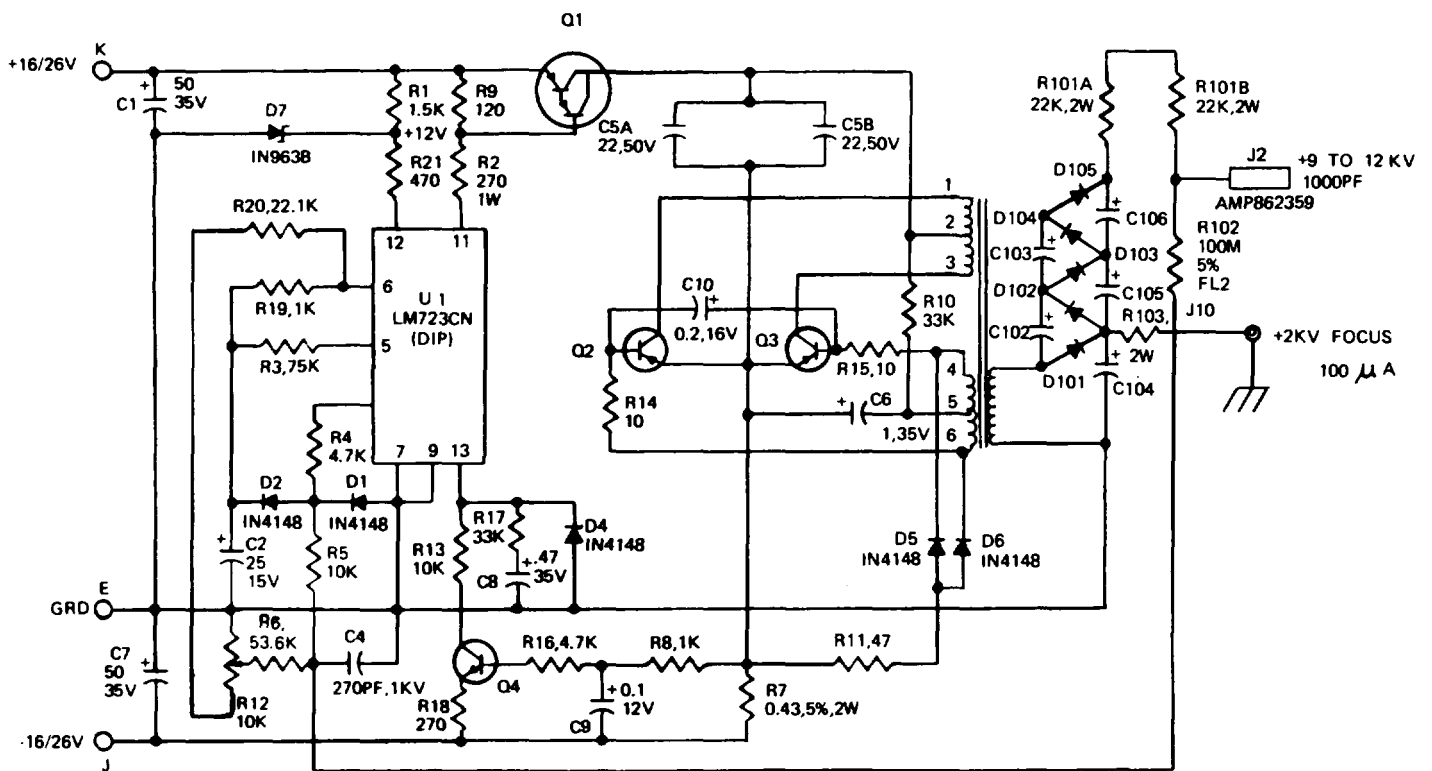 Q1
K
+16/26V
+
50
35V
C1
R1
1.5K
R9
120
D7
+12V
IN963B
R21
470
R2
270
1W
C5A
22,50V
C5B
22,50V
R101A
22K,2W
R101B
22K,2W
J2
+9 TO 12 KV
1000PF
AMP862359
D105
R20,22.1K
12
11
1
2
3
D104
+
C106
R102
100M
5%
FL2
C103
+
D103
6
R19,1K
U 1
LM723CN
(DIP)
C10
+
0.2,16V
R10
33K
D102
+
C105
J10
5
R3,75K
Q2
Q3
R15,10
C102
+
R103,
2W
+2KV FOCUS
100 μ A
4
D101
+
C104
R14
10
+
C6
1,35V
5
6
R4
4.7K
7
9
13
D2
IN4148
D1
IN4148
R17
33K
D4
IN4148
+
C2
25
15V
R5
10K
R13
10K
+.47
35V
C8
D5
IN4148
D6
IN4148
E
GRD
R6,
53.6K
C4
270PF,1KV
R16,4.7K
R8,1K
R11,47
C7
50
35V
+
R12
10K
Q4
R18
270
+0.1
12V
C9
R7
0.43,5%,2W
-16/26V
J